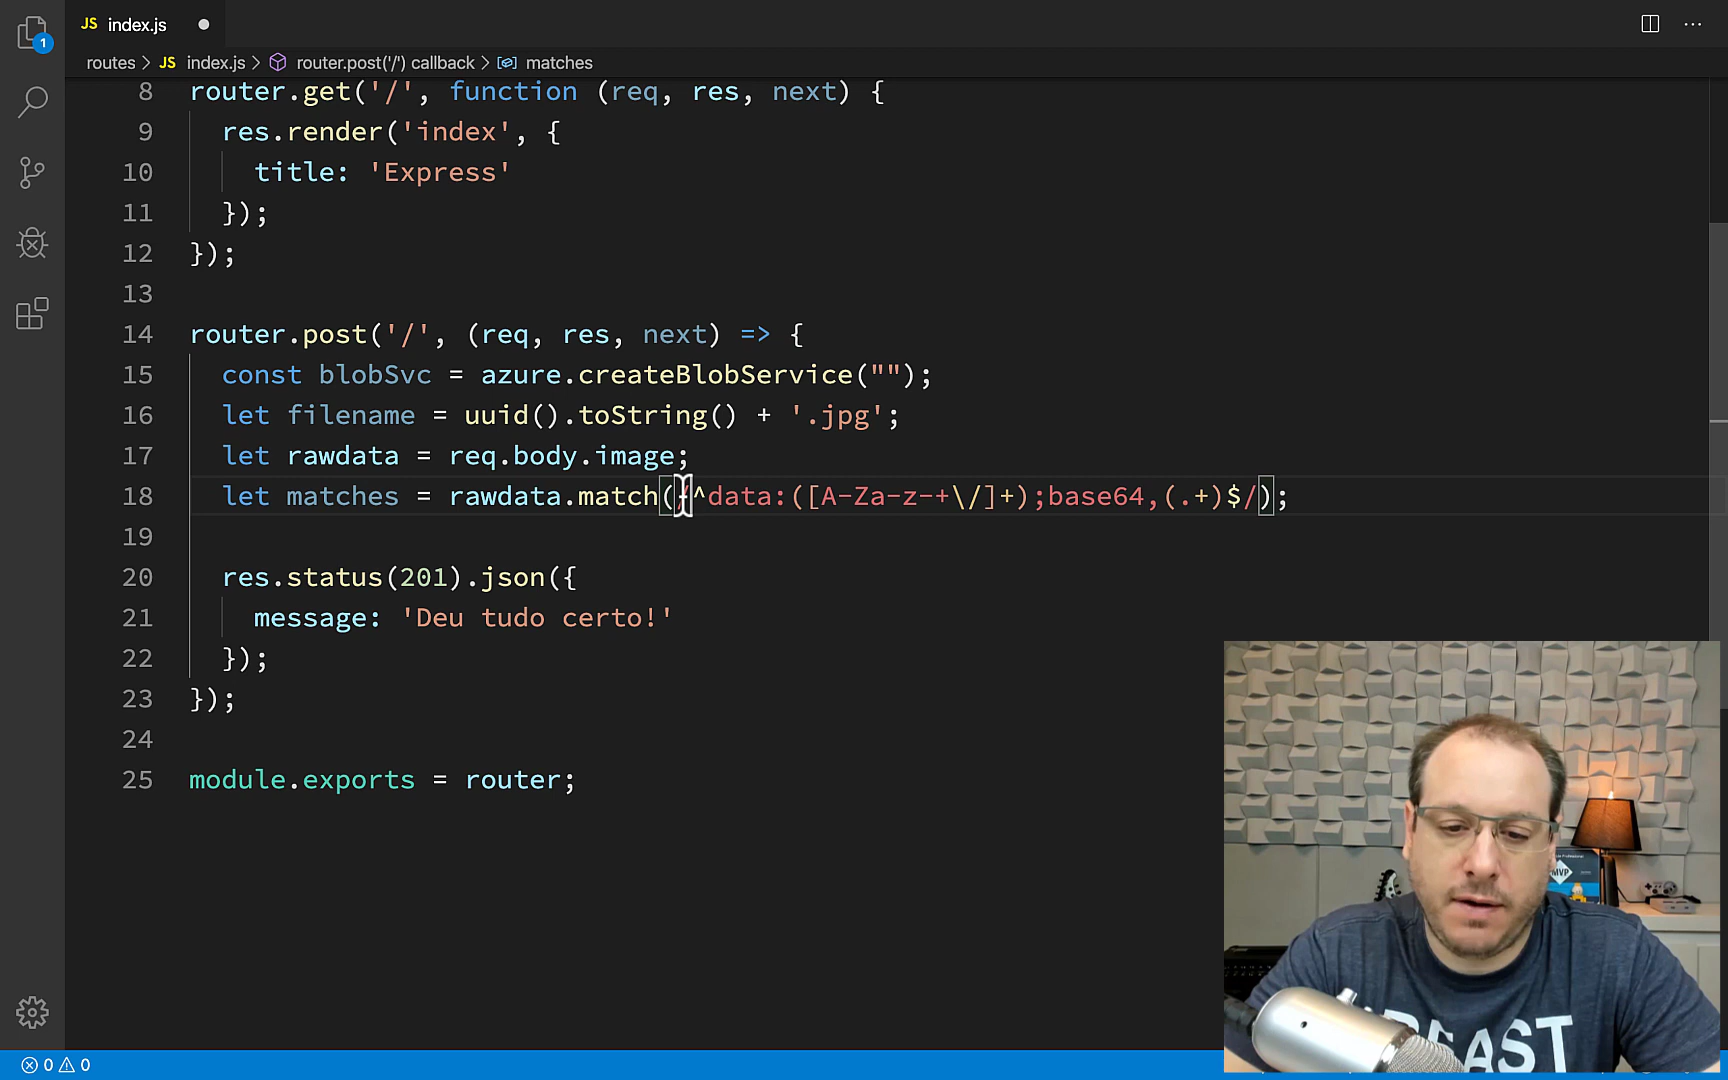 JS index.js
1
routes > JS index.js > router.post('/') callback > matches
8 router.get('/', function (req, res, next) {
9 res.render('index', {
10 title: 'Express'
11 });
12 });
13
14 router.post('/', (req, res, next) => {
15 const blobSvc = azure.createBlobService("");
16 let filename = uuid().toString() + '.jpg';
17 let rawdata = req.body.image;
18 let matches = rawdata.match(/^data:([A-Za-z-+\/]+);base64,(.+)$/);
19
20 res.status(201).json({
21 message: 'Deu tudo certo!'
22 });
23 });
24
25 module.exports = router;
MVP
BEAST
0 0